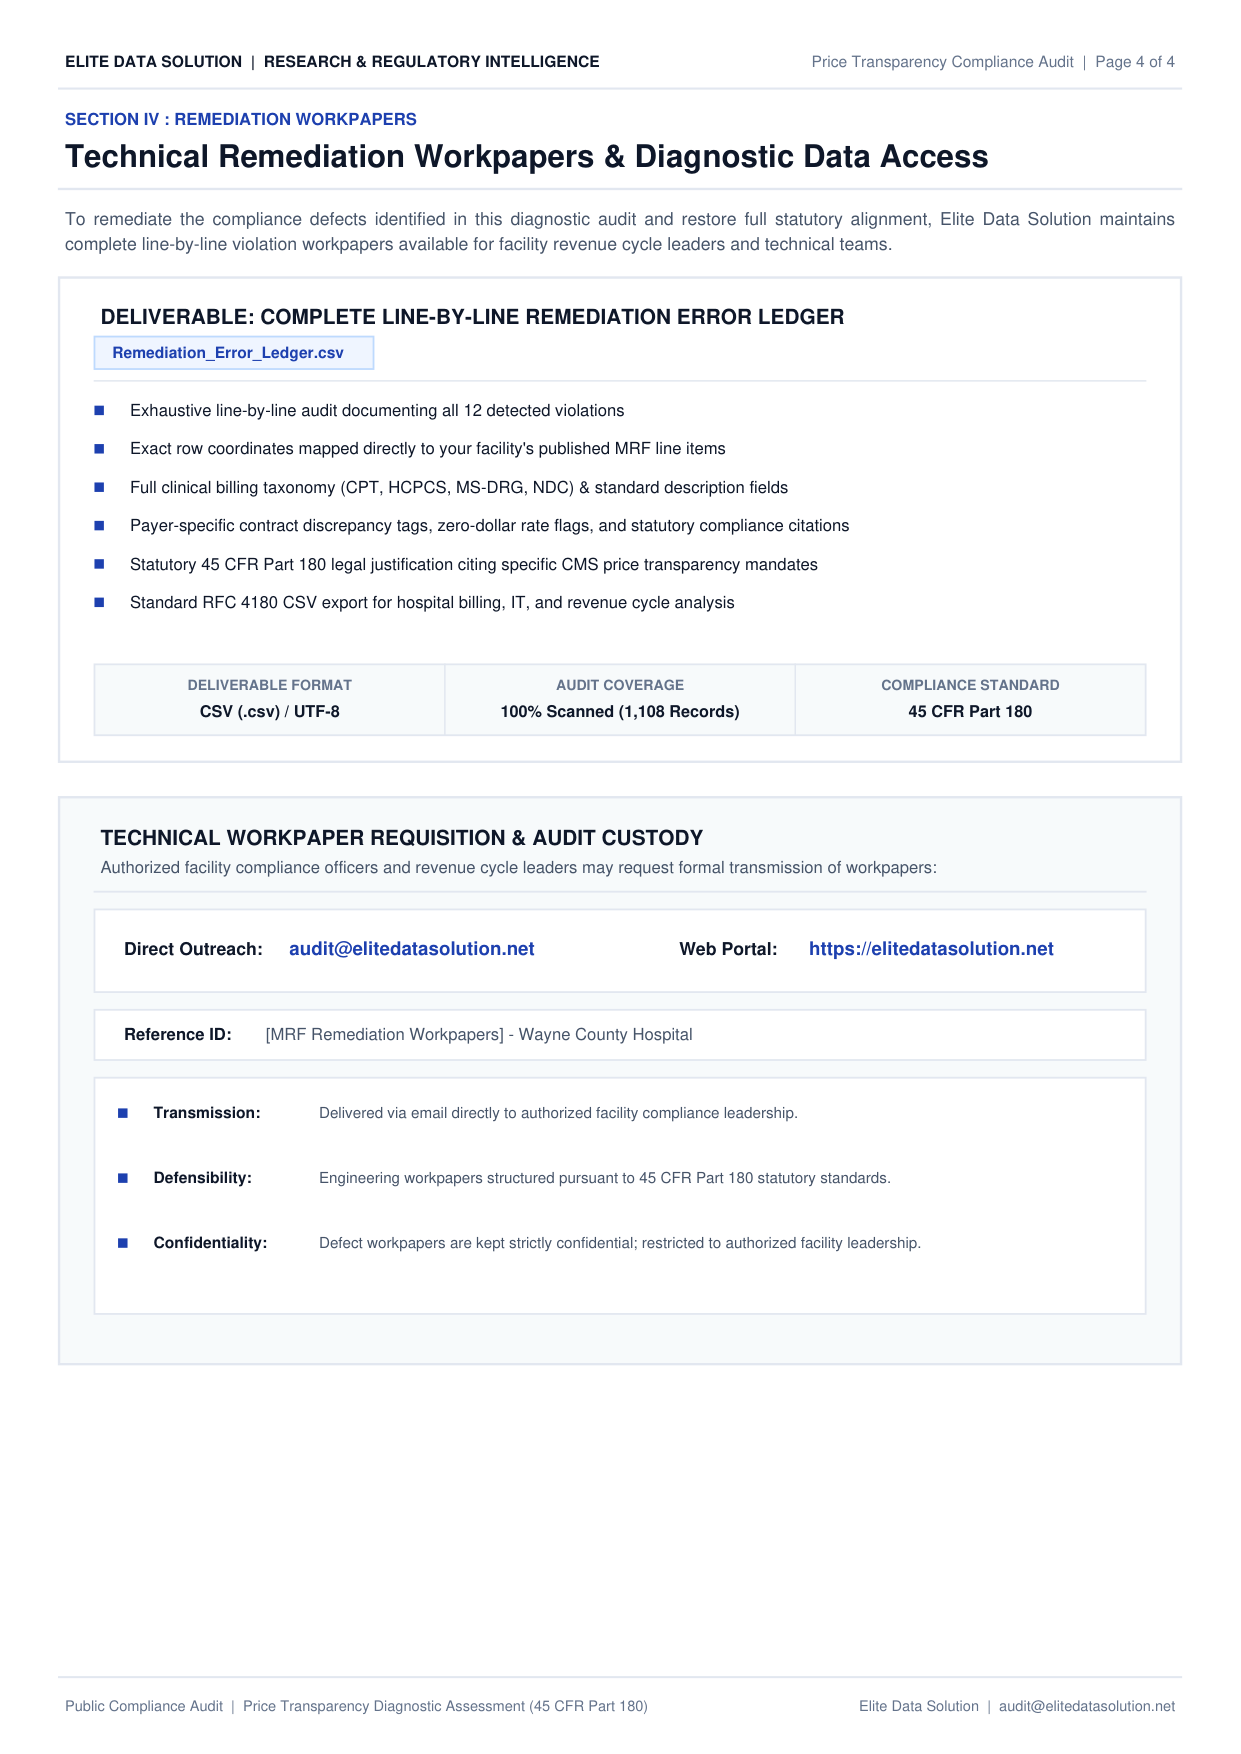 ELITE DATA SOLUTION | RESEARCH & REGULATORY INTELLIGENCE
Price Transparency Compliance Audit | Page 4 of 4
SECTION IV : REMEDIATION WORKPAPERS
Technical Remediation Workpapers & Diagnostic Data Access
To remediate the compliance defects identified in this diagnostic audit and restore full statutory alignment, Elite Data Solution maintains
complete line-by-line violation workpapers available for facility revenue cycle leaders and technical teams.
DELIVERABLE: COMPLETE LINE-BY-LINE REMEDIATION ERROR LEDGER
Remediation_Error_Ledger.csv
Exhaustive line-by-line audit documenting all 12 detected violations
Exact row coordinates mapped directly to your facility's published MRF line items
Full clinical billing taxonomy (CPT, HCPCS, MS-DRG, NDC) & standard description fields
Payer-specific contract discrepancy tags, zero-dollar rate flags, and statutory compliance citations
Statutory 45 CFR Part 180 legal justification citing specific CMS price transparency mandates
Standard RFC 4180 CSV export for hospital billing, IT, and revenue cycle analysis
DELIVERABLE FORMAT
CSV (.csv) / UTF-8
AUDIT COVERAGE
100% Scanned (1,108 Records)
COMPLIANCE STANDARD
45 CFR Part 180
TECHNICAL WORKPAPER REQUISITION & AUDIT CUSTODY
Authorized facility compliance officers and revenue cycle leaders may request formal transmission of workpapers:
Direct Outreach: audit@elitedatasolution.net
Web Portal: https://elitedatasolution.net
Reference ID: [MRF Remediation Workpapers] - Wayne County Hospital
Transmission: Delivered via email directly to authorized facility compliance leadership.
Defensibility: Engineering workpapers structured pursuant to 45 CFR Part 180 statutory standards.
Confidentiality: Defect workpapers are kept strictly confidential; restricted to authorized facility leadership.
Public Compliance Audit | Price Transparency Diagnostic Assessment (45 CFR Part 180)
Elite Data Solution | audit@elitedatasolution.net